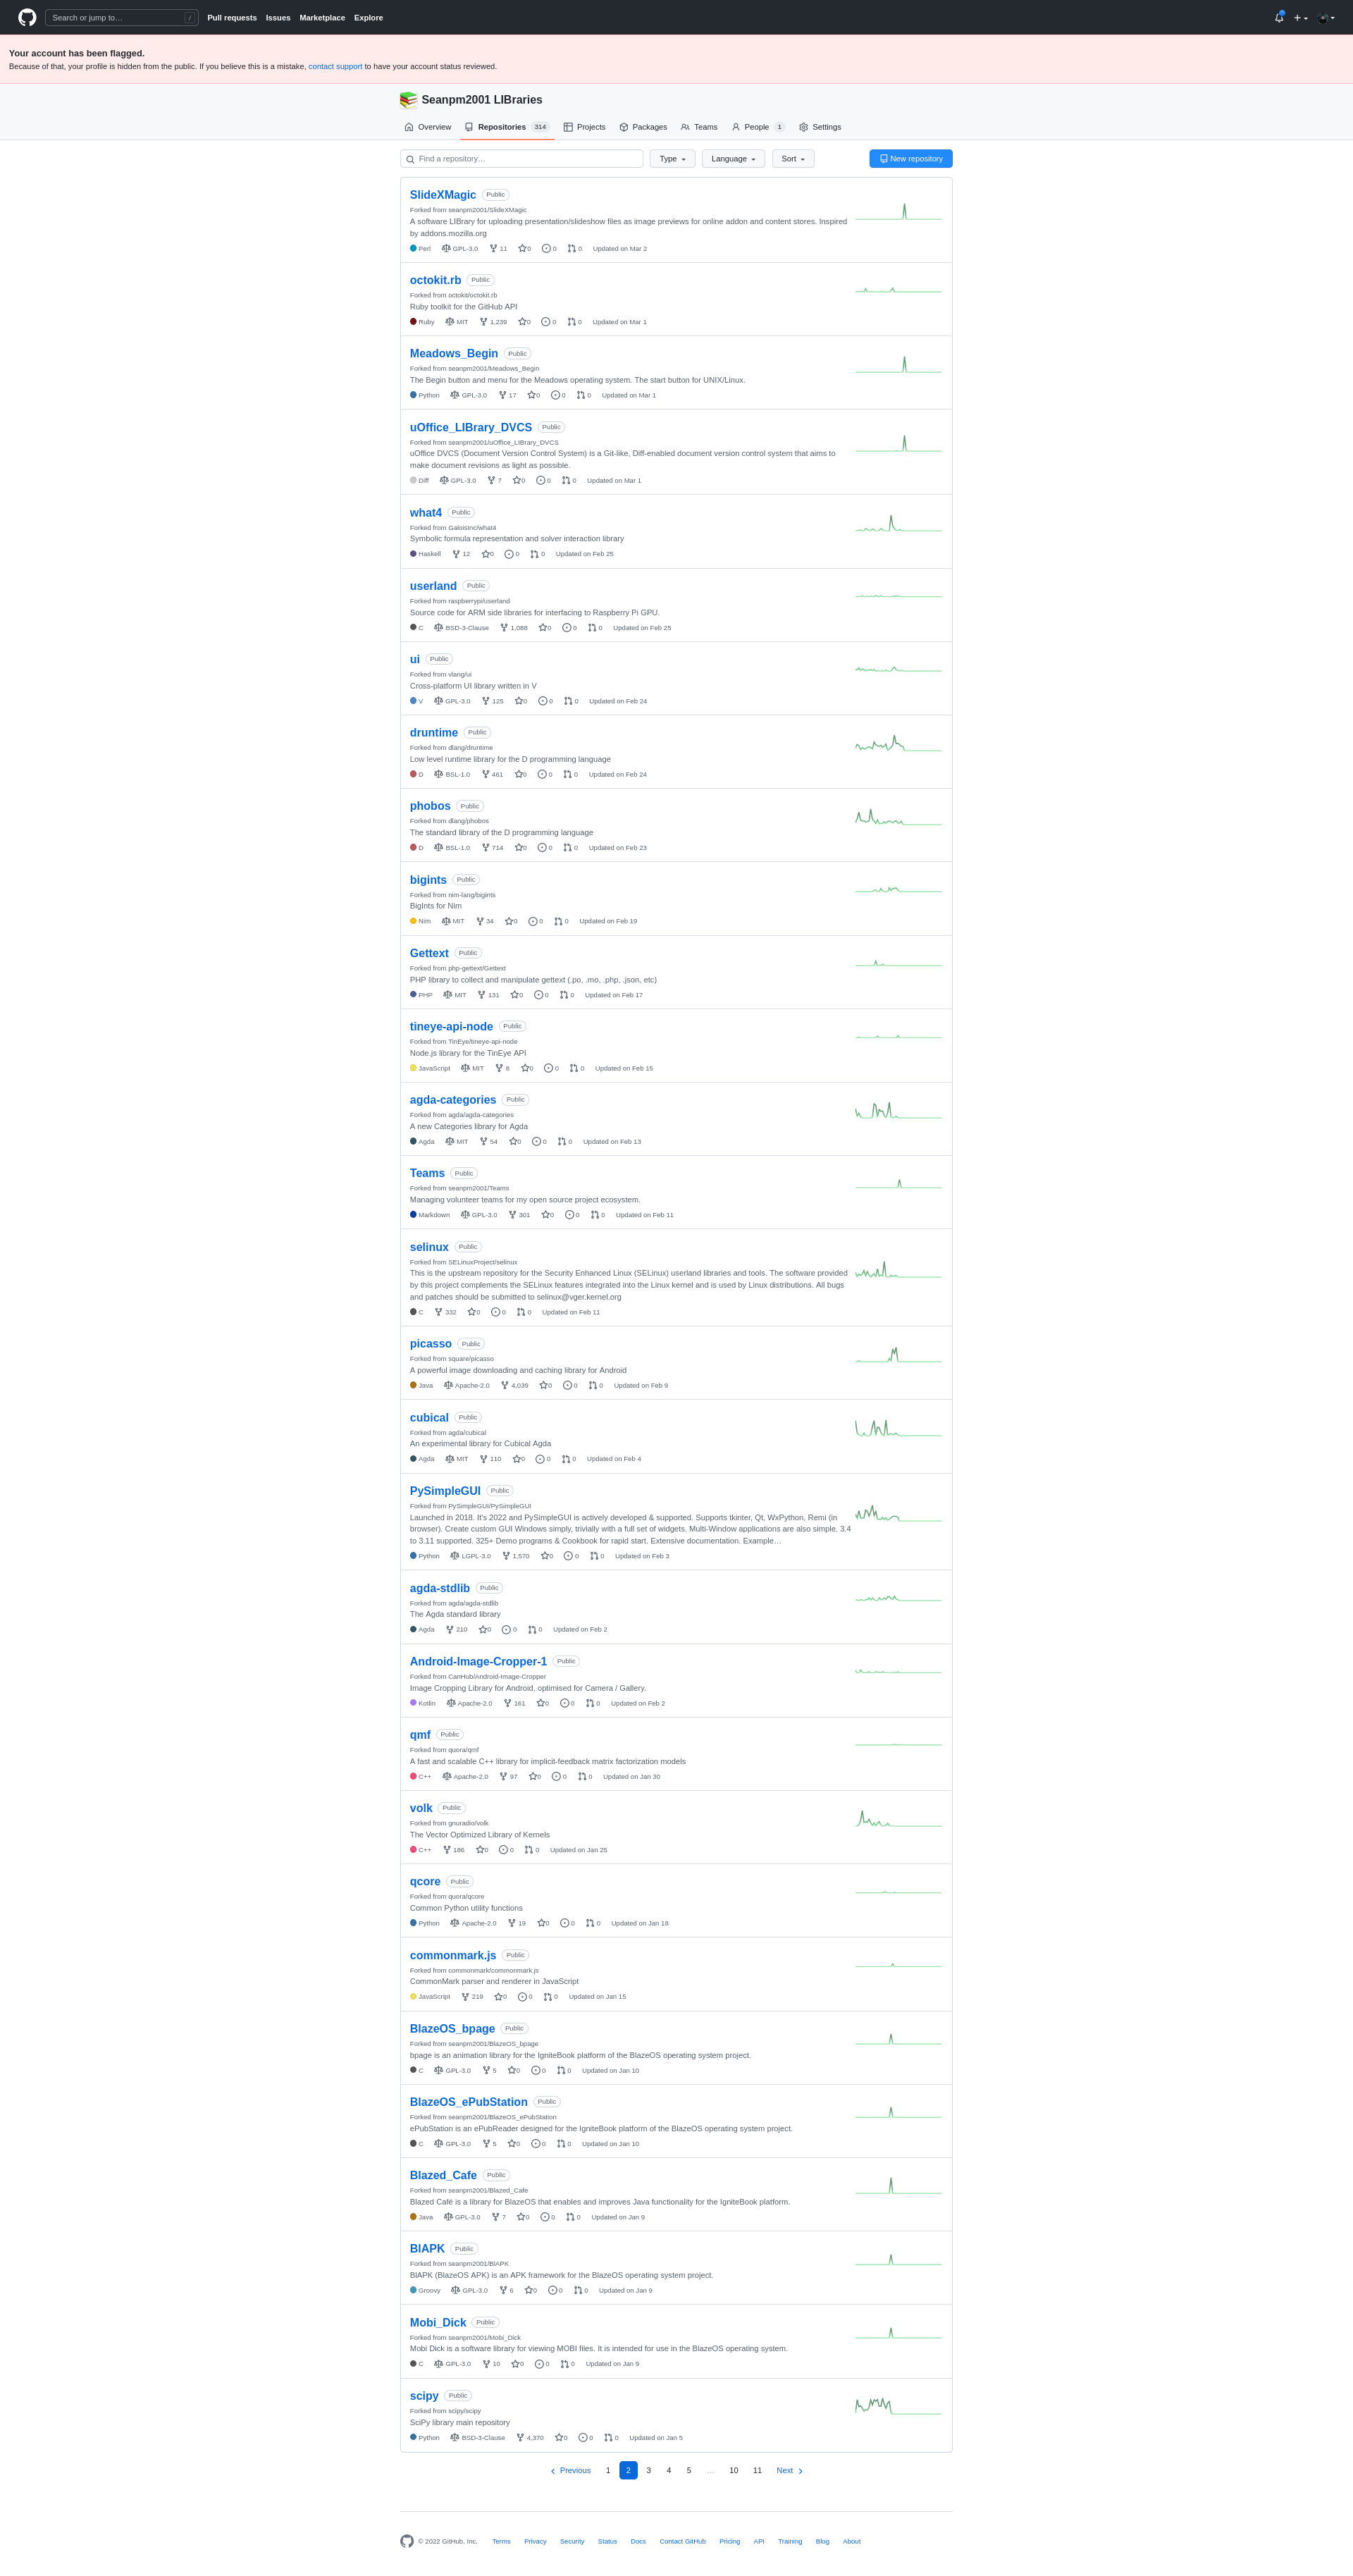 Search or jump to… /
Pull requests Issues Marketplace Explore
Your account has been flagged.
Because of that, your profile is hidden from the public. If you believe this is a mistake, contact support to have your account status reviewed.
Seanpm2001 LIBraries
Overview Repositories 314 Projects Packages Teams People 1 Settings
Find a repository… Type Language Sort New repository
SlideXMagic Public
Forked from seanpm2001/SlideXMagic
A software LIBrary for uploading presentation/slideshow files as image previews for online addon and content stores. Inspired
by addons.mozilla.org
Perl GPL-3.0 11 0 0 0 Updated on Mar 2
octokit.rb Public
Forked from octokit/octokit.rb
Ruby toolkit for the GitHub API
Ruby MIT 1,239 0 0 0 Updated on Mar 1
Meadows_Begin Public
Forked from seanpm2001/Meadows_Begin
The Begin button and menu for the Meadows operating system. The start button for UNIX/Linux.
Python GPL-3.0 17 0 0 0 Updated on Mar 1
uOffice_LIBrary_DVCS Public
Forked from seanpm2001/uOffice_LIBrary_DVCS
uOffice DVCS (Document Version Control System) is a Git-like, Diff-enabled document version control system that aims to
make document revisions as light as possible.
Diff GPL-3.0 7 0 0 0 Updated on Mar 1
what4 Public
Forked from GaloisInc/what4
Symbolic formula representation and solver interaction library
Haskell 12 0 0 0 Updated on Feb 25
userland Public
Forked from raspberrypi/userland
Source code for ARM side libraries for interfacing to Raspberry Pi GPU.
C BSD-3-Clause 1,088 0 0 0 Updated on Feb 25
ui Public
Forked from vlang/ui
Cross-platform UI library written in V
V GPL-3.0 125 0 0 0 Updated on Feb 24
druntime Public
Forked from dlang/druntime
Low level runtime library for the D programming language
D BSL-1.0 461 0 0 0 Updated on Feb 24
phobos Public
Forked from dlang/phobos
The standard library of the D programming language
D BSL-1.0 714 0 0 0 Updated on Feb 23
bigints Public
Forked from nim-lang/bigints
BigInts for Nim
Nim MIT 34 0 0 0 Updated on Feb 19
Gettext Public
Forked from php-gettext/Gettext
PHP library to collect and manipulate gettext (.po, .mo, .php, .json, etc)
PHP MIT 131 0 0 0 Updated on Feb 17
tineye-api-node Public
Forked from TinEye/tineye-api-node
Node.js library for the TinEye API
JavaScript MIT 8 0 0 0 Updated on Feb 15
agda-categories Public
Forked from agda/agda-categories
A new Categories library for Agda
Agda MIT 54 0 0 0 Updated on Feb 13
Teams Public
Forked from seanpm2001/Teams
Managing volunteer teams for my open source project ecosystem.
Markdown GPL-3.0 301 0 0 0 Updated on Feb 11
selinux Public
Forked from SELinuxProject/selinux
This is the upstream repository for the Security Enhanced Linux (SELinux) userland libraries and tools. The software provided
by this project complements the SELinux features integrated into the Linux kernel and is used by Linux distributions. All bugs
and patches should be submitted to selinux@vger.kernel.org
C 332 0 0 0 Updated on Feb 11
picasso Public
Forked from square/picasso
A powerful image downloading and caching library for Android
Java Apache-2.0 4,039 0 0 0 Updated on Feb 9
cubical Public
Forked from agda/cubical
An experimental library for Cubical Agda
Agda MIT 110 0 0 0 Updated on Feb 4
PySimpleGUI Public
Forked from PySimpleGUI/PySimpleGUI
Launched in 2018. It's 2022 and PySimpleGUI is actively developed & supported. Supports tkinter, Qt, WxPython, Remi (in
browser). Create custom GUI Windows simply, trivially with a full set of widgets. Multi-Window applications are also simple. 3.4
to 3.11 supported. 325+ Demo programs & Cookbook for rapid start. Extensive documentation. Example…
Python LGPL-3.0 1,570 0 0 0 Updated on Feb 3
agda-stdlib Public
Forked from agda/agda-stdlib
The Agda standard library
Agda 210 0 0 0 Updated on Feb 2
Android-Image-Cropper-1 Public
Forked from CanHub/Android-Image-Cropper
Image Cropping Library for Android, optimised for Camera / Gallery.
Kotlin Apache-2.0 161 0 0 0 Updated on Feb 2
qmf Public
Forked from quora/qmf
A fast and scalable C++ library for implicit-feedback matrix factorization models
C++ Apache-2.0 97 0 0 0 Updated on Jan 30
volk Public
Forked from gnuradio/volk
The Vector Optimized Library of Kernels
C++ 186 0 0 0 Updated on Jan 25
qcore Public
Forked from quora/qcore
Common Python utility functions
Python Apache-2.0 19 0 0 0 Updated on Jan 18
commonmark.js Public
Forked from commonmark/commonmark.js
CommonMark parser and renderer in JavaScript
JavaScript 219 0 0 0 Updated on Jan 15
BlazeOS_bpage Public
Forked from seanpm2001/BlazeOS_bpage
bpage is an animation library for the IgniteBook platform of the BlazeOS operating system project.
C GPL-3.0 5 0 0 0 Updated on Jan 10
BlazeOS_ePubStation Public
Forked from seanpm2001/BlazeOS_ePubStation
ePubStation is an ePubReader designed for the IgniteBook platform of the BlazeOS operating system project.
C GPL-3.0 5 0 0 0 Updated on Jan 10
Blazed_Cafe Public
Forked from seanpm2001/Blazed_Cafe
Blazed Café is a library for BlazeOS that enables and improves Java functionality for the IgniteBook platform.
Java GPL-3.0 7 0 0 0 Updated on Jan 9
BlAPK Public
Forked from seanpm2001/BlAPK
BlAPK (BlazeOS APK) is an APK framework for the BlazeOS operating system project.
Groovy GPL-3.0 6 0 0 0 Updated on Jan 9
Mobi_Dick Public
Forked from seanpm2001/Mobi_Dick
Mobi Dick is a software library for viewing MOBI files. It is intended for use in the BlazeOS operating system.
C GPL-3.0 10 0 0 0 Updated on Jan 9
scipy Public
Forked from scipy/scipy
SciPy library main repository
Python BSD-3-Clause 4,370 0 0 0 Updated on Jan 5
Previous 1 2 3 4 5 … 10 11 Next
© 2022 GitHub, Inc. Terms Privacy Security Status Docs Contact GitHub Pricing API Training Blog About